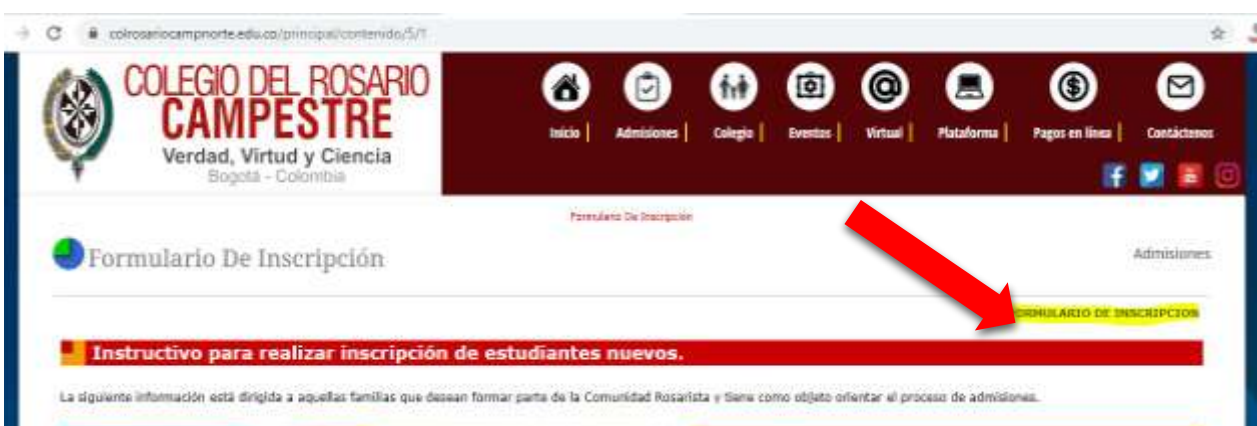 colrosariocampnorte.edu.co/principal/contenido/5/1
COLEGIO DEL ROSARIO
CAMPESTRE
Verdad, Virtud y Ciencia
Bogotá - Colombia
Inicio
Admisiones
Colegio
Eventos
Virtual
Plataforma
Pagos en línea
Contáctenos
Formulario De Inscripción
Formulario De Inscripción
Admisiones
ORMULARIO DE INSCRIPCION
Instructivo para realizar inscripción de estudiantes nuevos.
La siguiente información está dirigida a aquellas familias que desean formar parte de la Comunidad Rosarista y tiene como objeto orientar el proceso de admisiones.